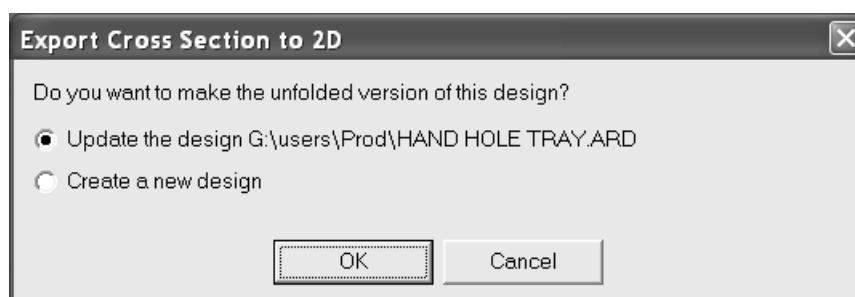 Export Cross Section to 2D
Do you want to make the unfolded version of this design?
Update the design G:\users\Prod\HAND HOLE TRAY.ARD
Create a new design
OK Cancel